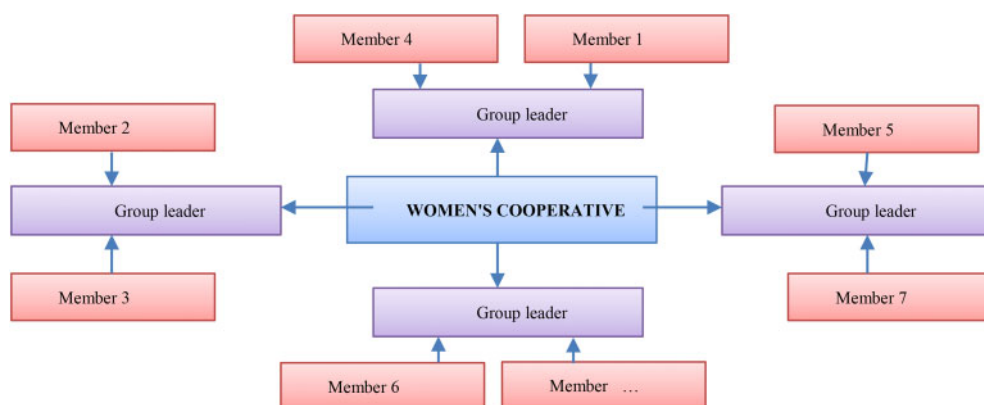 Member 4
Member 1
Group leader
Member 2
Member 5
Group leader
WOMEN'S COOPERATIVE
Group leader
Member 3
Member 7
Group leader
Member 6
Member ...